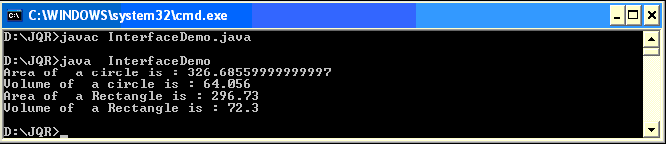 C:\WINDOWS\system32\cmd.exe
D:\JQR>javac InterfaceDemo.java
D:\JQR>java  InterfaceDemo
Area of  a circle is : 326.68559999999997
Volume of  a circle is : 64.056
Area of  a Rectangle is : 296.73
Volume of  a Rectangle is : 72.3
D:\JQR>_